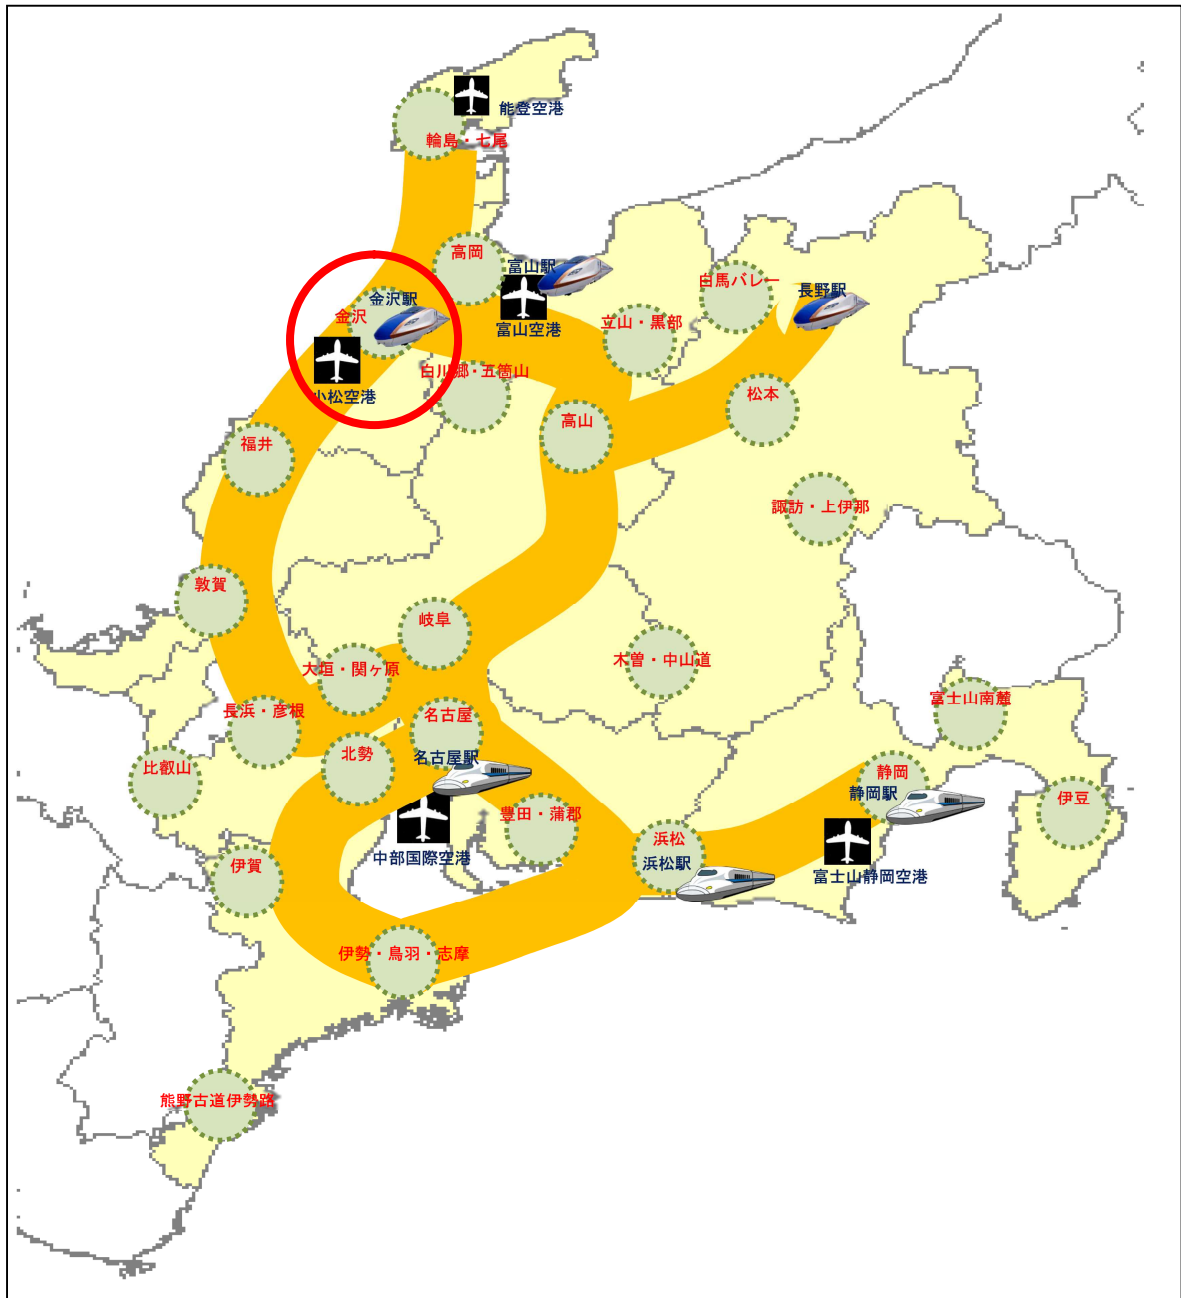 能登空港
輪島・七尾
高岡
富山駅
富山空港
白馬バレー
長野駅
金沢駅
金沢
小松空港
立山・黒部
白川郷・五箇山
高山
松本
福井
諏訪・上伊那
敦賀
岐阜
大垣・関ヶ原
木曽・中山道
長浜・彦根
名古屋
名古屋駅
北勢
比叡山
富士山南麓
静岡
静岡駅
伊豆
豊田・蒲郡
中部国際空港
浜松
浜松駅
富士山静岡空港
伊賀
伊勢・鳥羽・志摩
熊野古道伊勢路